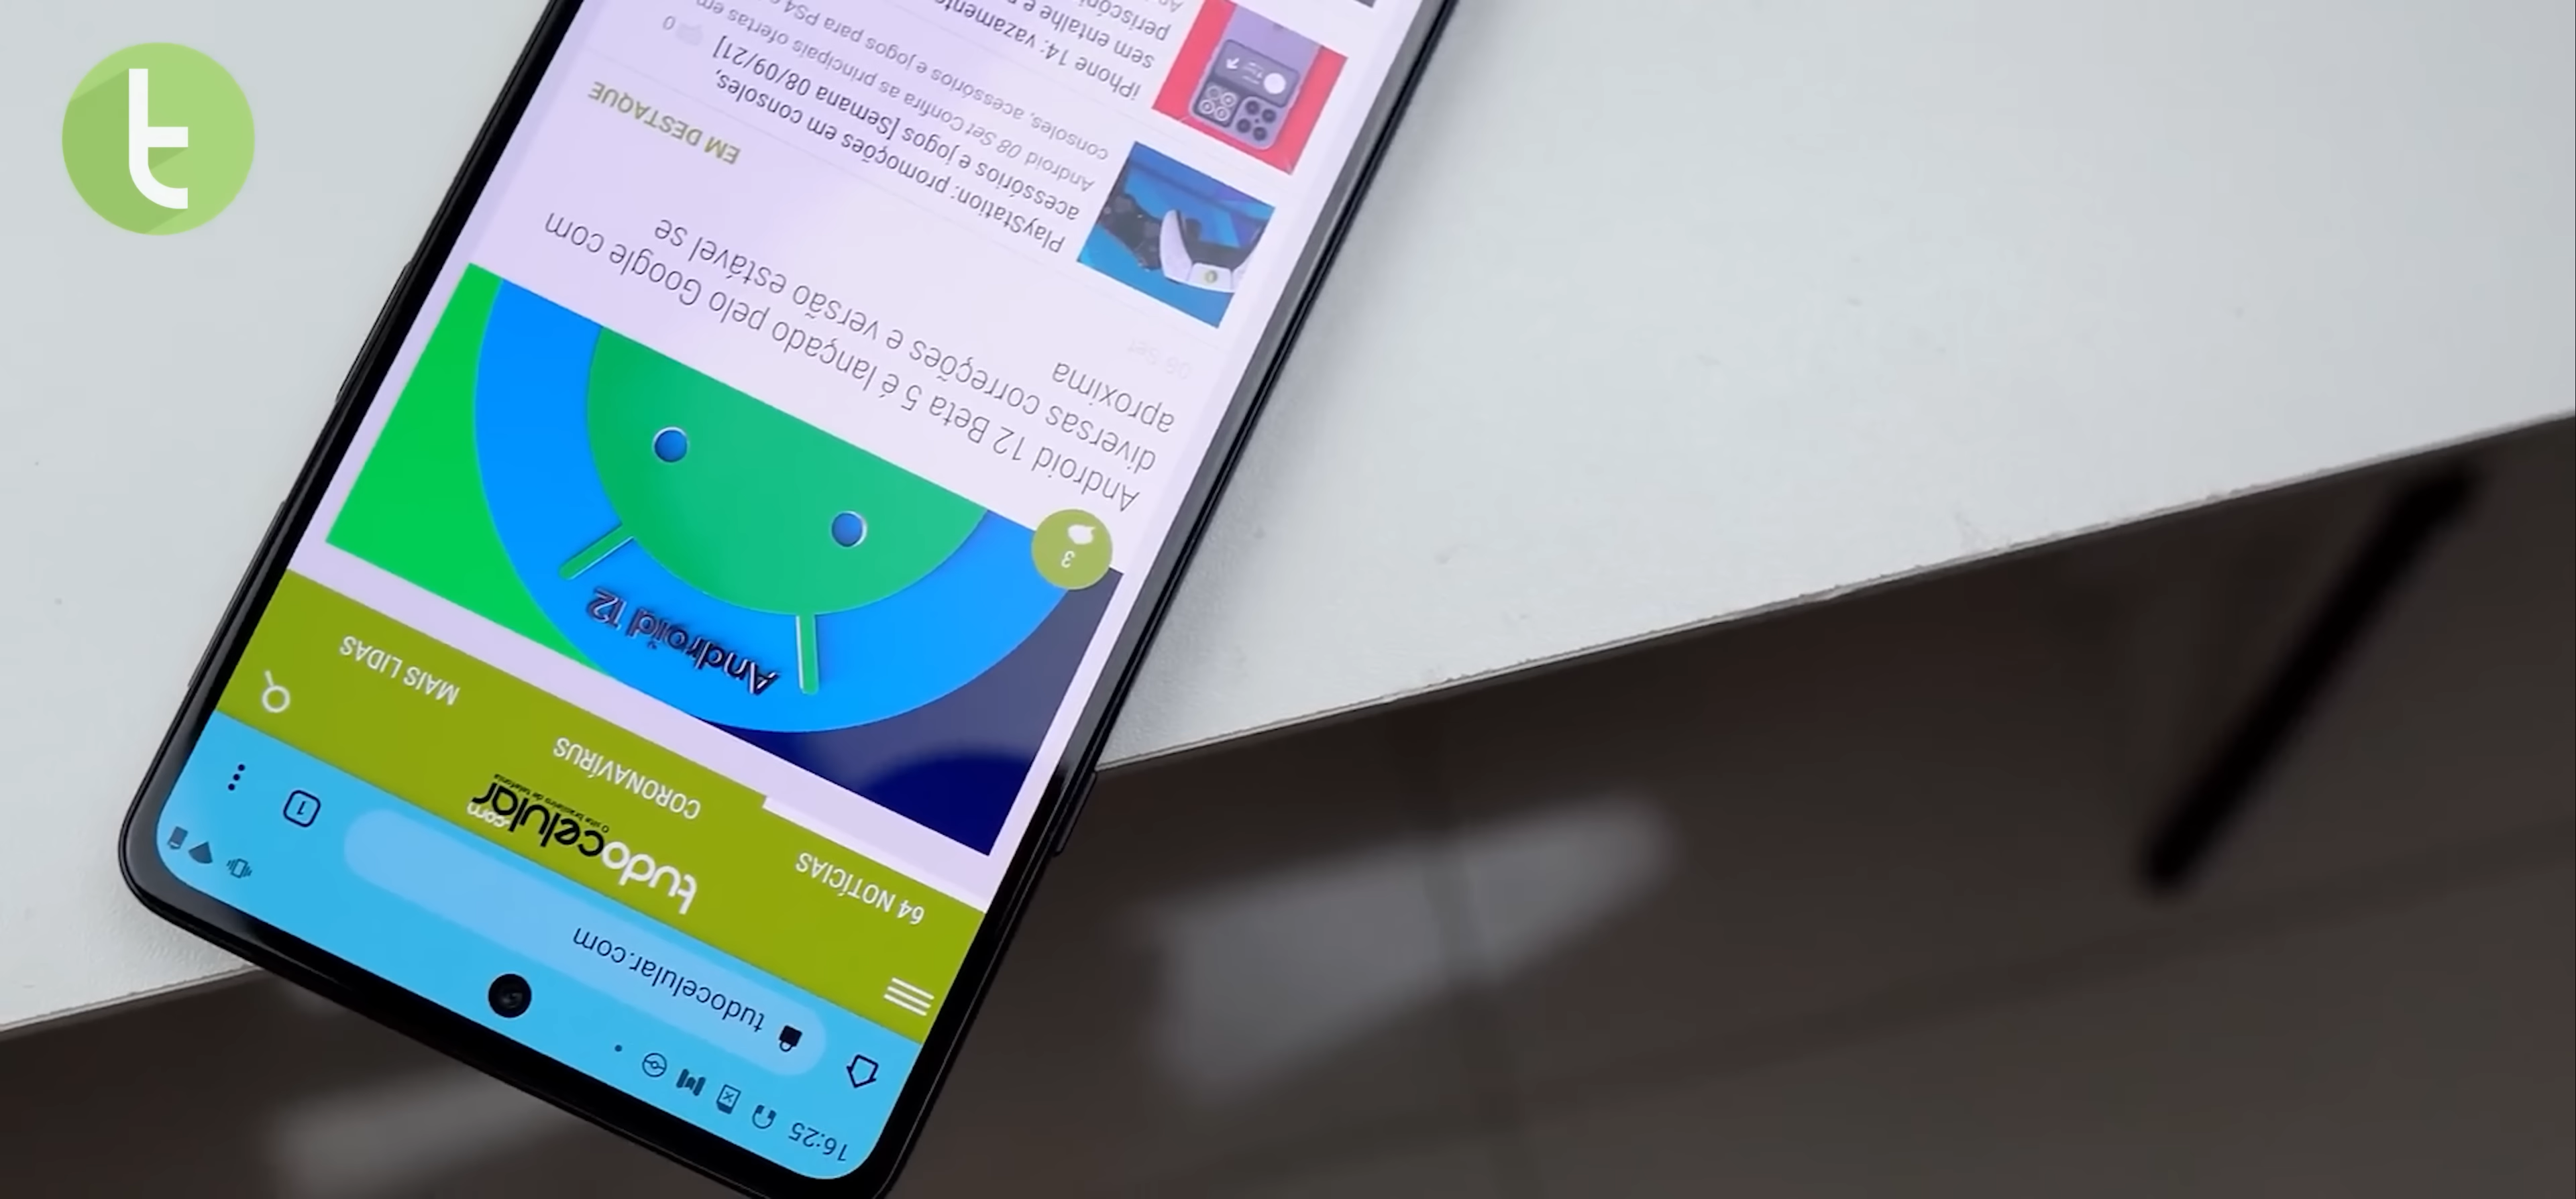 t
16:25
tudocelular.com
1
tudocelular
.com
64 NOTÍCIAS
CORONAVÍRUS
MAIS LIDAS
Android 12
3
Android 12 Beta 5 é lançado pelo Google com
diversas correções e versão estável se
aproxima
EM DESTAQUE
PlayStation: promoções em consoles,
acessórios e jogos [Semana 08/09/21]
Android 08 Set Confira as principais ofertas em
consoles, acessórios e jogos para PS4
0
iPhone 14: vazamento
sem entalhe e